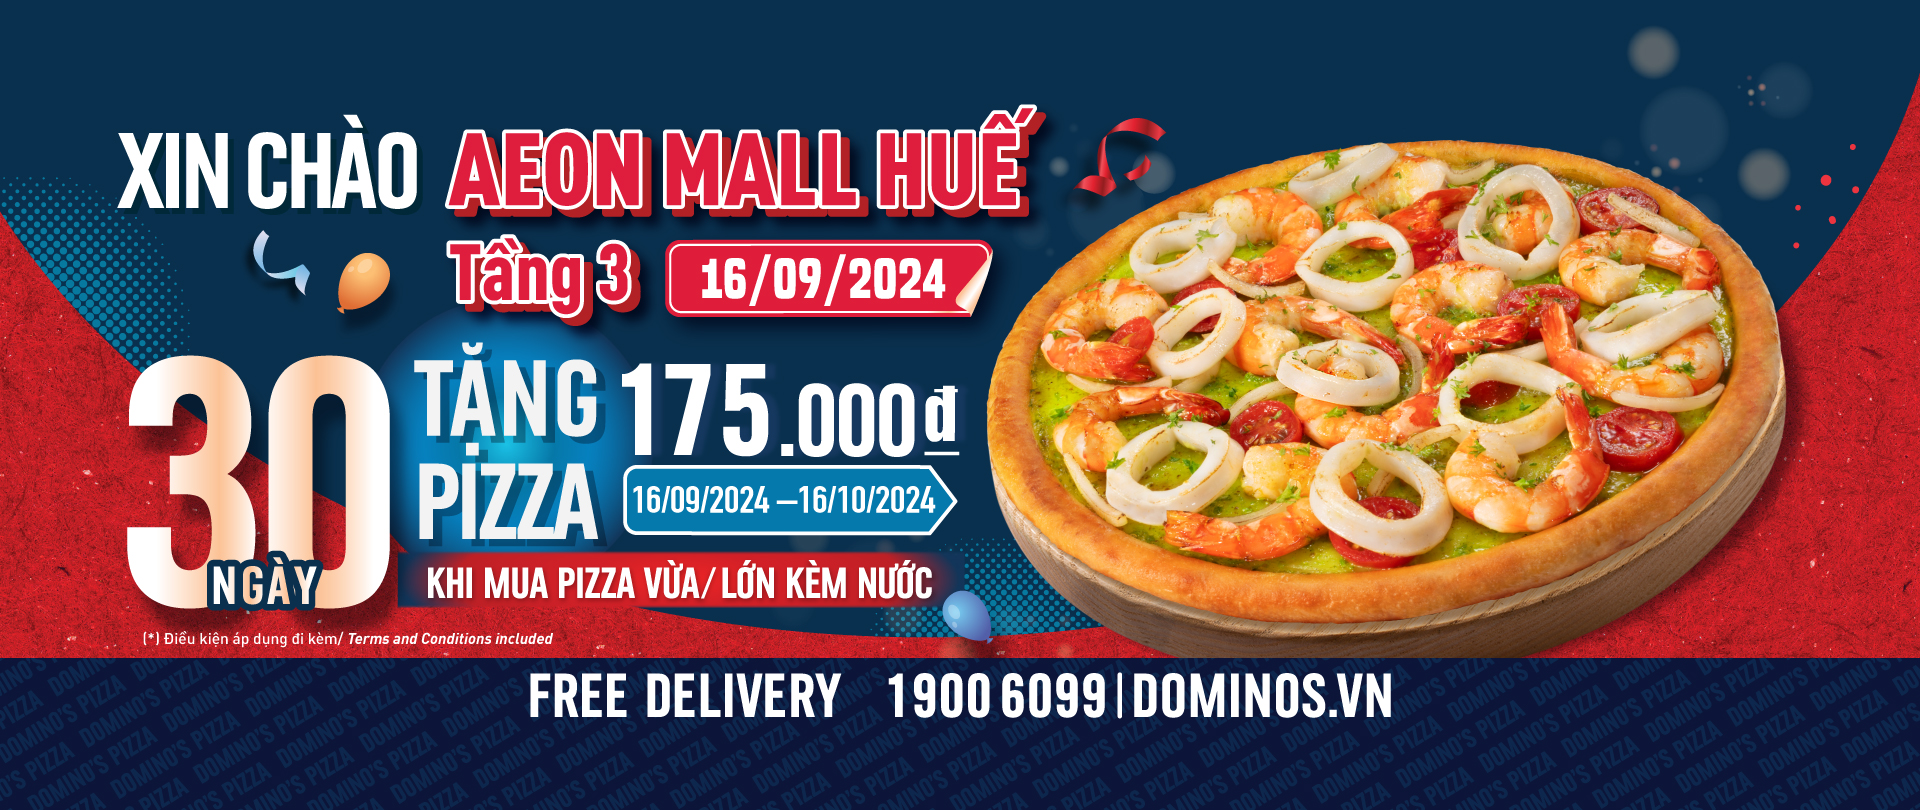 XIN CHÀO AEON MALL HUẾ
Tầng 3 16/09/2024
30 NGÀY
TẶNG PIZZA
175.000đ
16/09/2024 – 16/10/2024
KHI MUA PIZZA VỪA/ LỚN KÈM NƯỚC
(*) Điều kiện áp dụng đi kèm/ Terms and Conditions included
FREE DELIVERY 1900 6099 | DOMINOS.VN
DOMINO'S PIZZA